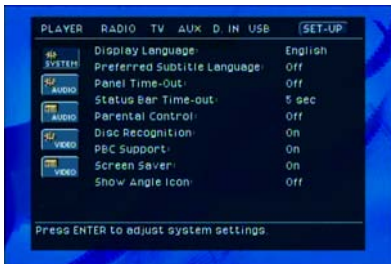 PLAYER RADIO TV AUX D. IN USB SET-UP
SYSTEM
AUDIO
AUDIO
VIDEO
VIDEO
Display Language: English
Preferred Subtitle Language: Off
Panel Time-Out: Off
Status Bar Time-out: 5 sec
Parental Control: Off
Disc Recognition: On
PBC Support: On
Screen Saver: On
Show Angle Icon: Off
Press ENTER to adjust system settings.